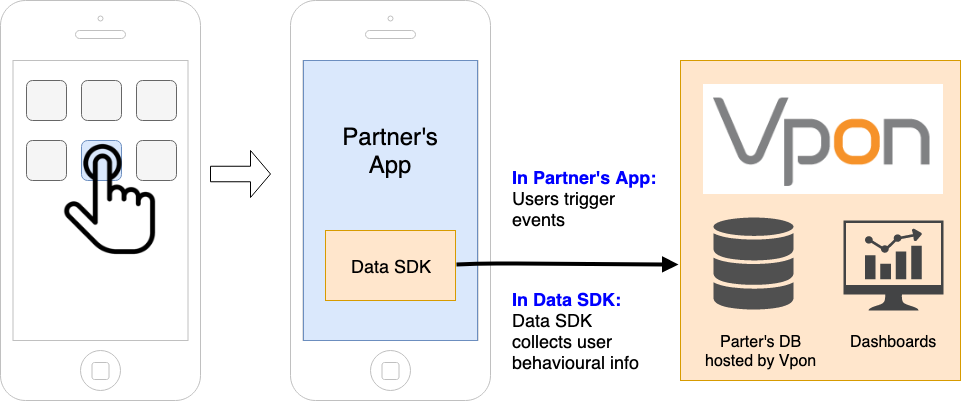 Partner's
App
Data SDK
In Partner's App:
Users trigger
events
In Data SDK:
Data SDK
collects user
behavioural info
Vpon
Parter's DB
hosted by Vpon
Dashboards